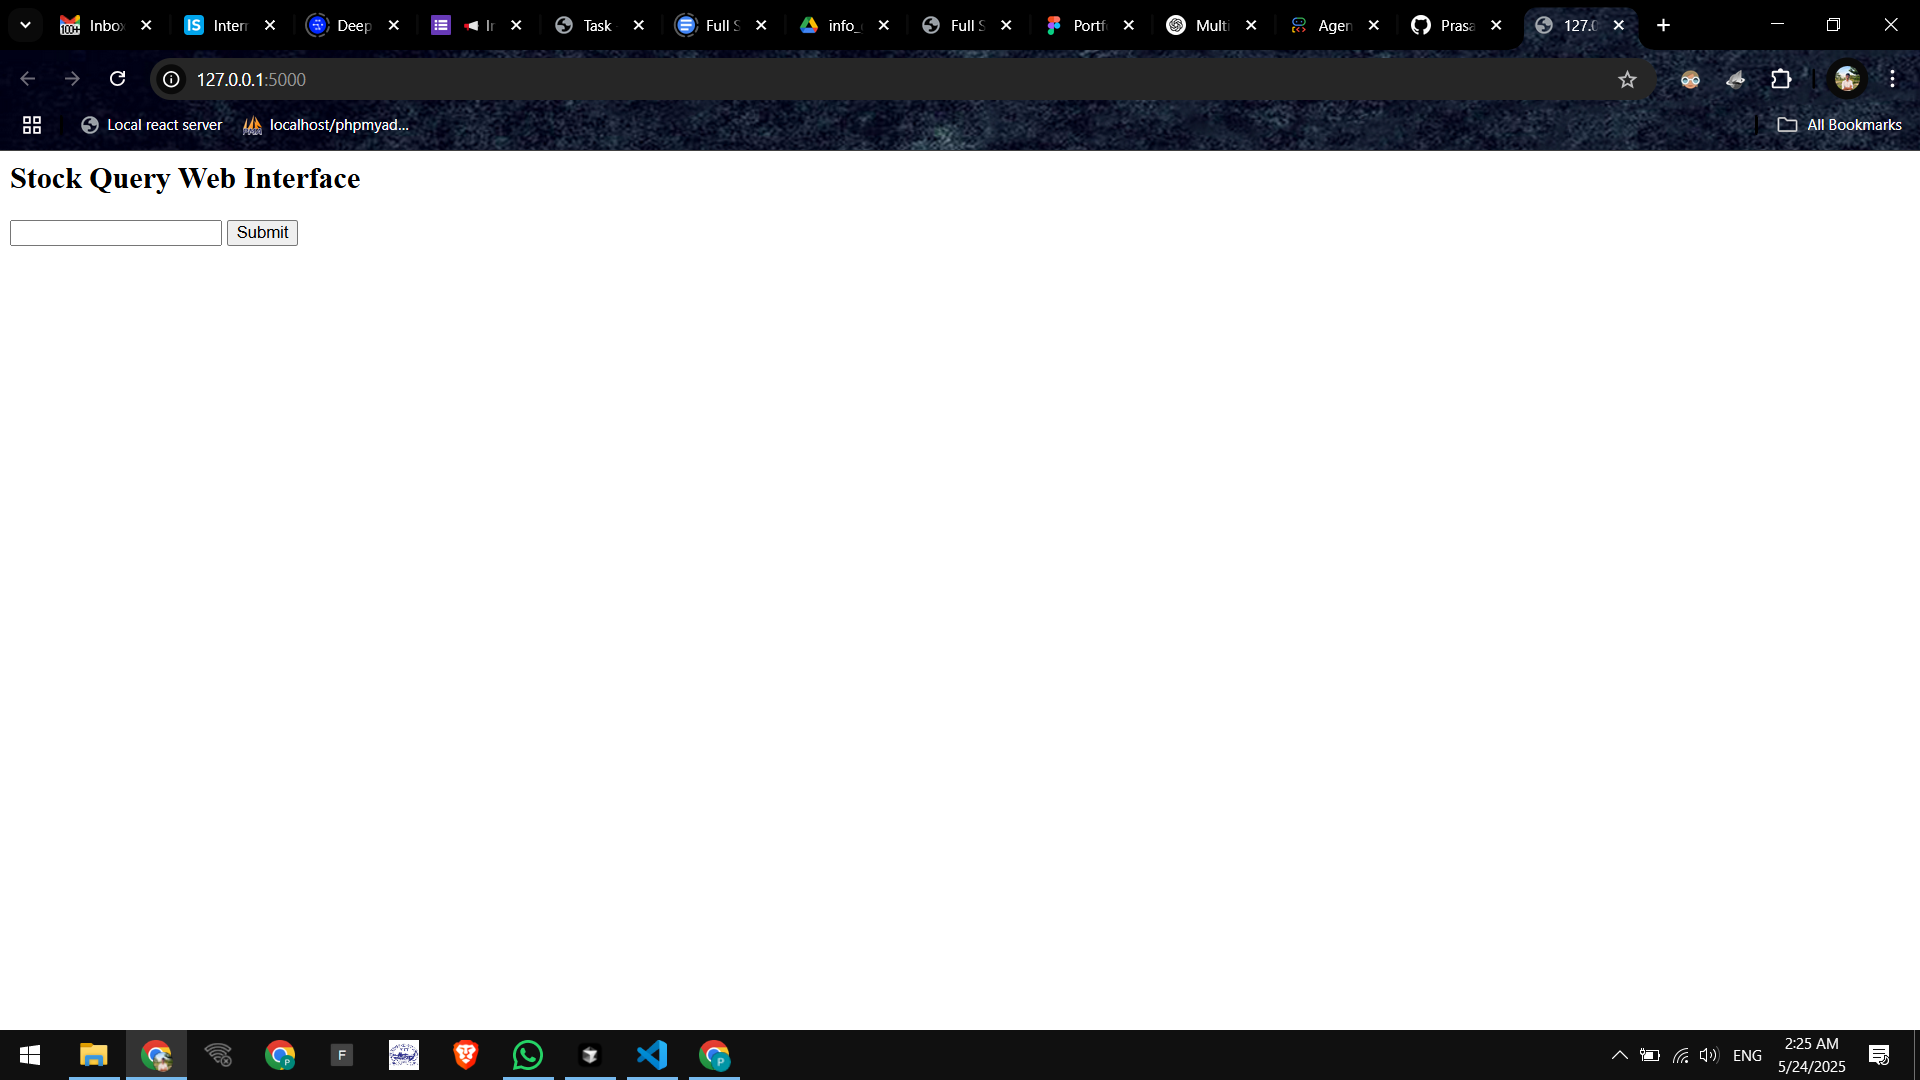 Inbox
Intern
Deep
In
Task
Full S
info_
Full S
Portf
Multi
Agen
Prasa
127.0
127.0.0.1:5000
Local react server
localhost/phpmyad...
All Bookmarks
Stock Query Web Interface
Submit
ENG
2:25 AM
5/24/2025